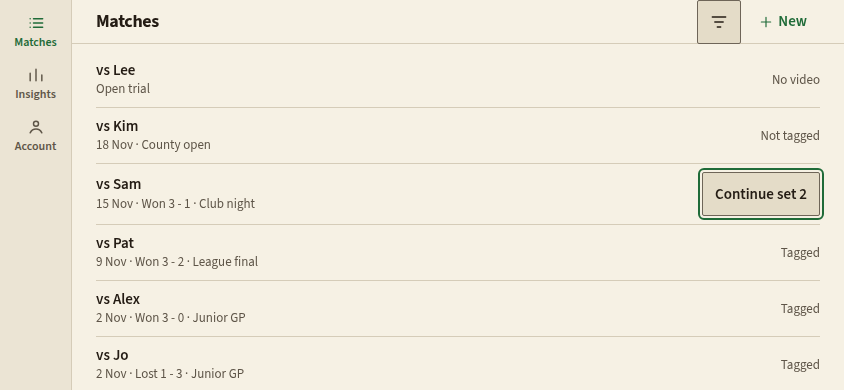 Matches
Insights
Account
Matches
New
vs Lee
Open trial
No video
vs Kim
18 Nov · County open
Not tagged
vs Sam
15 Nov · Won 3 - 1 · Club night
Continue set 2
vs Pat
9 Nov · Won 3 - 2 · League final
Tagged
vs Alex
2 Nov · Won 3 - 0 · Junior GP
Tagged
vs Jo
2 Nov · Lost 1 - 3 · Junior GP
Tagged